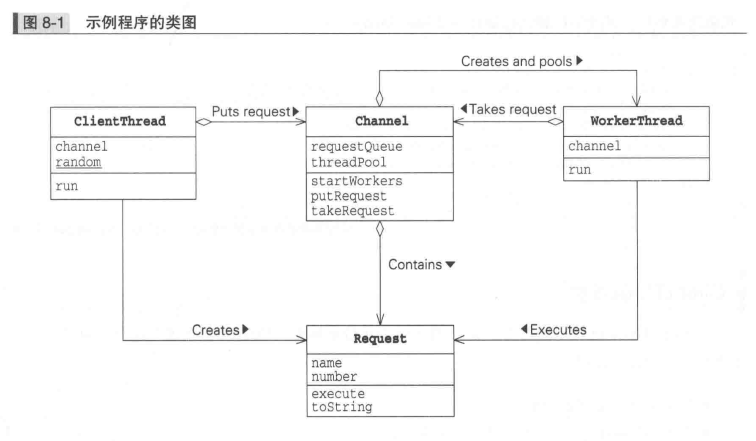 图 8-1 示例程序的类图
Creates and pools ▶
ClientThread
channel
random
run
Puts request▶
Channel
requestQueue
threadPool
startWorkers
putRequest
takeRequest
◀Takes request
WorkerThread
channel
run
Contains ▼
Creates▶
Request
name
number
execute
toString
◀Executes